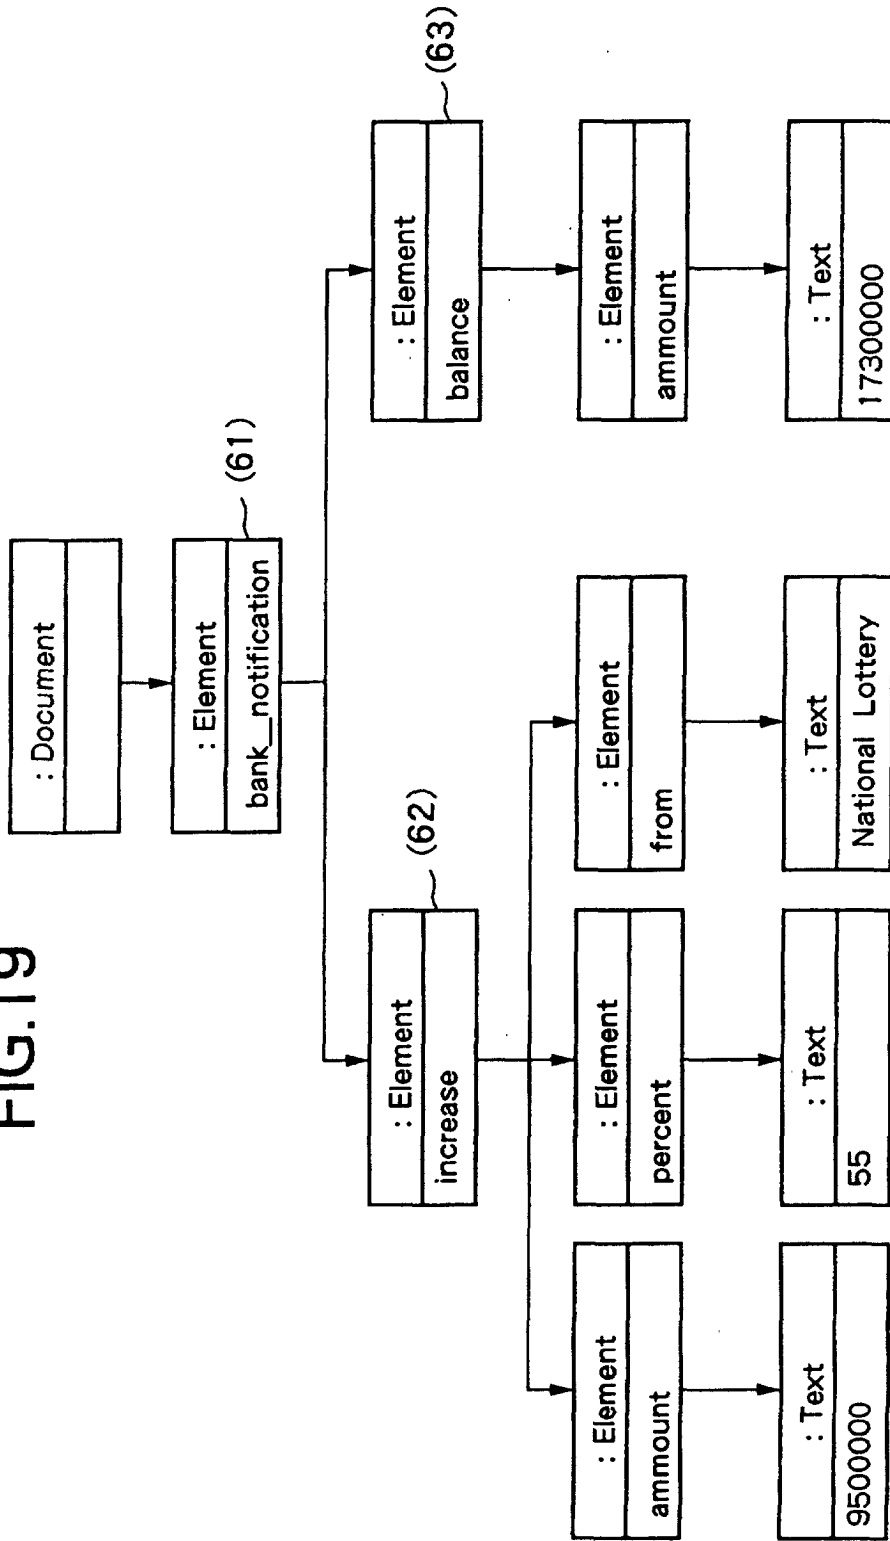 FIG.19
: Document
: Element
bank_notification
(61)
: Element
increase
(62)
: Element
balance
(63)
: Element
ammount
: Element
percent
: Element
from
: Element
ammount
: Text
9500000
: Text
55
: Text
National Lottery
: Text
17300000